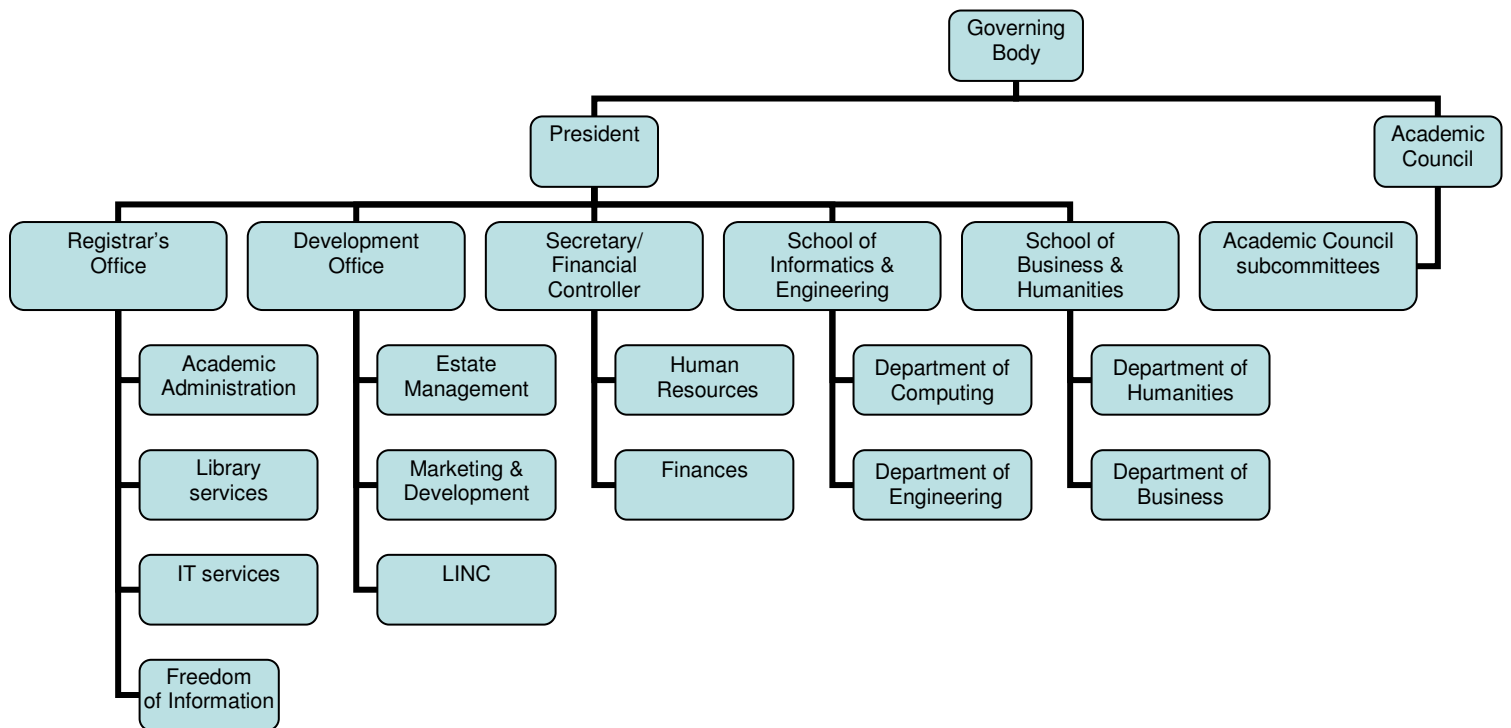 Governing
Body
President
Academic
Council
Registrar’s
Office
Development
Office
Secretary/
Financial
Controller
School of
Informatics &
Engineering
School of
Business &
Humanities
Academic Council
subcommittees
Academic
Administration
Estate
Management
Human
Resources
Department of
Computing
Department of
Humanities
Library
services
Marketing &
Development
Finances
Department of
Engineering
Department of
Business
IT services
LINC
Freedom
of Information